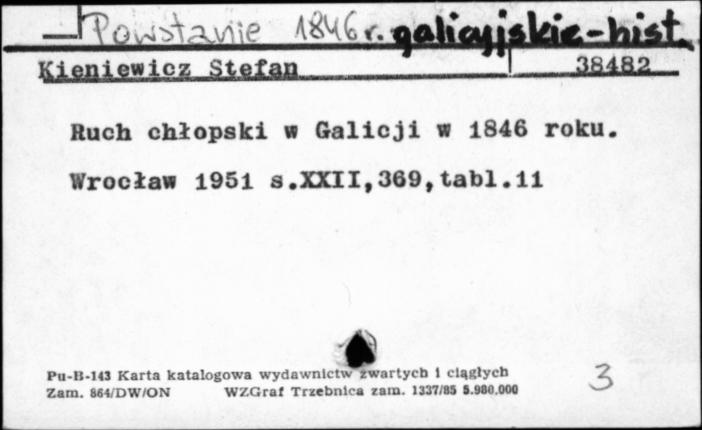 Powstanie 1846 r. galicyjskie-hist.
Kieniewicz Stefan 38482
Ruch chłopski w Galicji w 1846 roku.
Wrocław 1951 s.XXII,369,tabl.11
Pu-B-143 Karta katalogowa wydawnictw zwartych i ciągłych
Zam. 864/DW/ON WZGraf Trzebnica zam. 1337/85 5.980.000
3